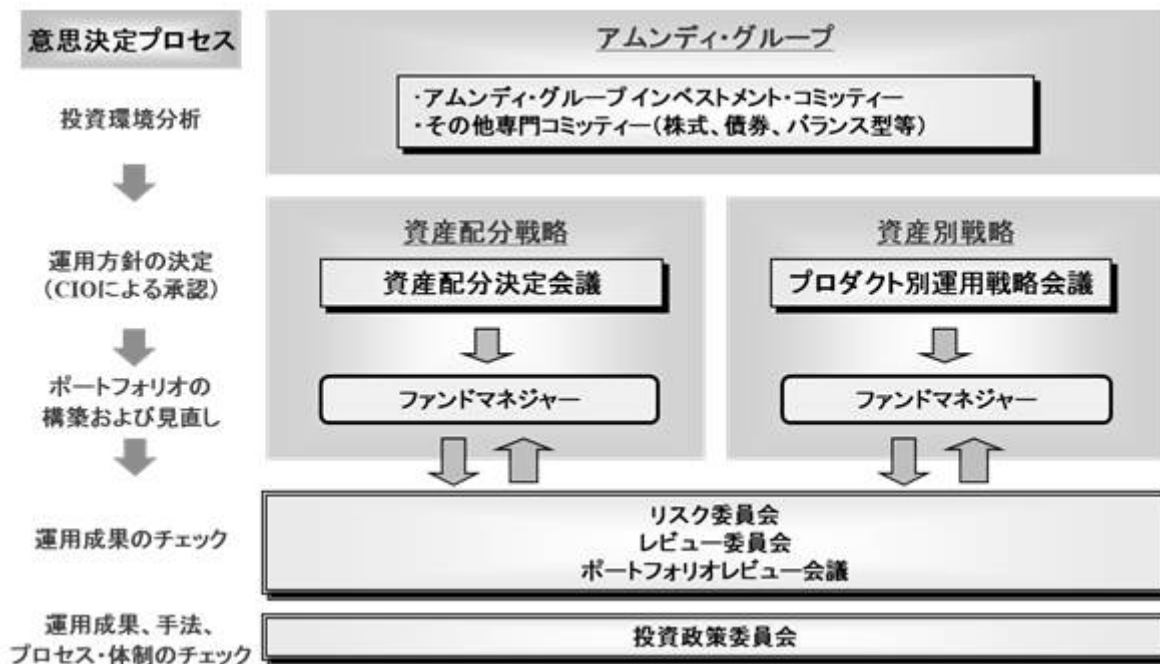 意思決定プロセス
アムンディ・グループ
・アムンディ・グループ インベストメント・コミッティー
・その他専門コミッティー（株式、債券、バランス型等）
投資環境分析
資産配分戦略
資産別戦略
運用方針の決定
（CIOによる承認）
資産配分決定会議
プロダクト別運用戦略会議
ポートフォリオの
構築および見直し
ファンドマネジャー
ファンドマネジャー
運用成果のチェック
リスク委員会
レビュー委員会
ポートフォリオレビュー会議
運用成果、手法、
プロセス・体制のチェック
投資政策委員会